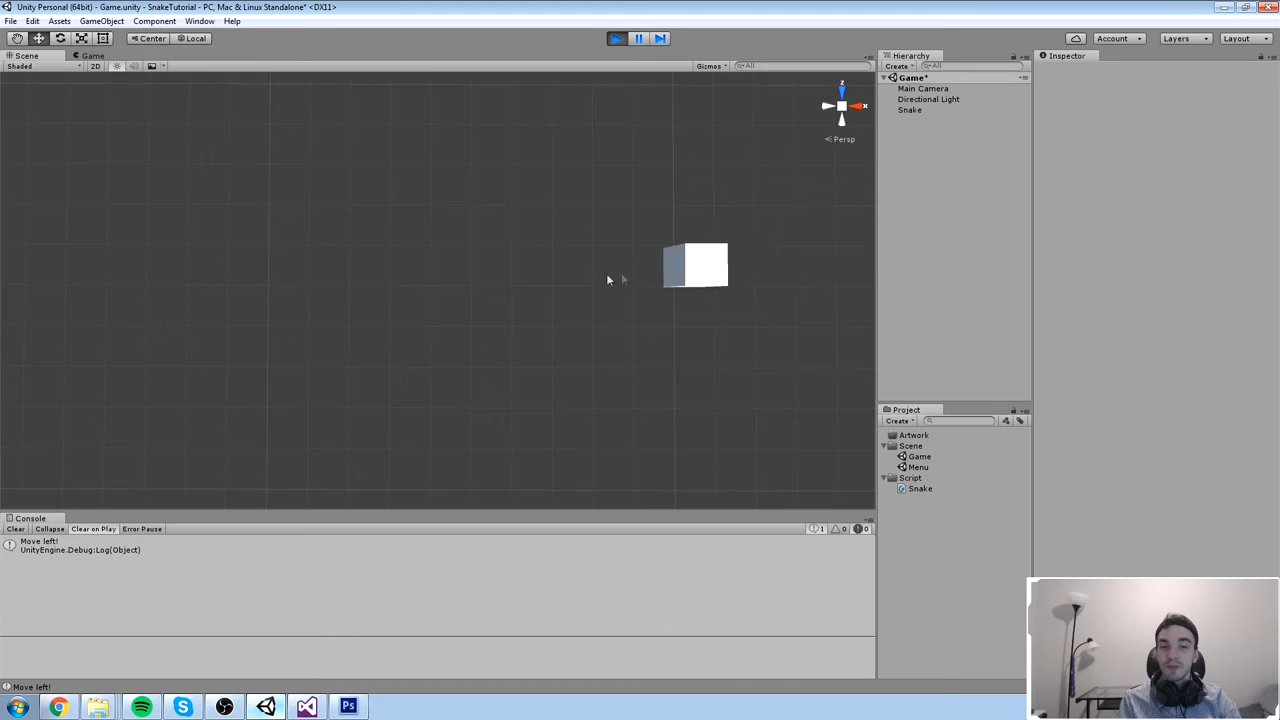 Unity Personal (64bit) - Game.unity - SnakeTutorial - PC, Mac & Linux Standalone* <DX11>
File Edit Assets GameObject Component Window Help
Center Local Account Layers Layout
Scene Game Hierarchy Inspector
Shaded 2D Gizmos All Create All
Game*
Main Camera
Directional Light
Snake
z
x
Persp
Project
Create
Artwork
Scene
Game
Menu
Script
Snake
Console
Clear Collapse Clear on Play Error Pause 1 0 0
Move left!
UnityEngine.Debug:Log(Object)
Move left!
Ps